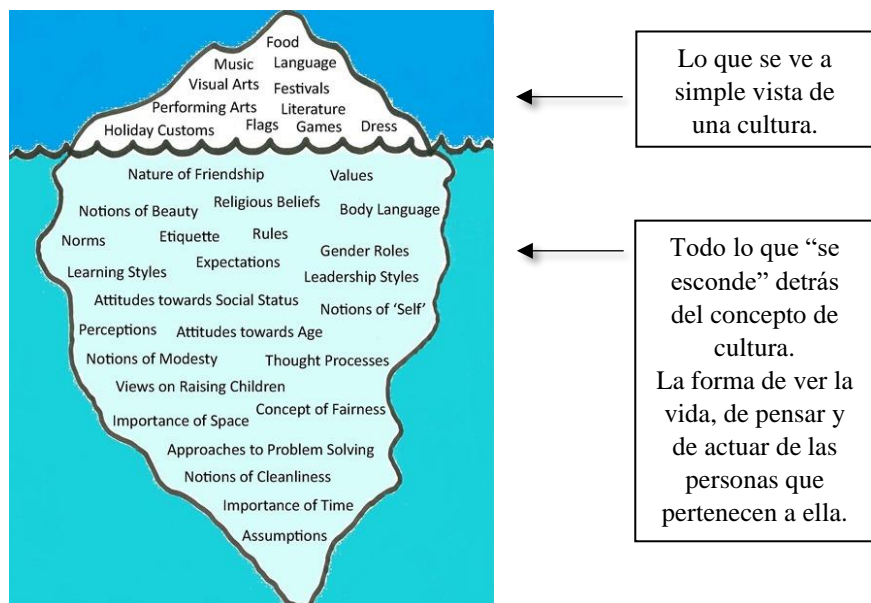 Food
Music Language
Visual Arts Festivals
Performing Arts Literature
Holiday Customs Flags Games Dress
Nature of Friendship Values
Notions of Beauty Religious Beliefs Body Language
Norms Etiquette Rules
Gender Roles
Learning Styles Expectations Leadership Styles
Attitudes towards Social Status Notions of ‘Self’
Perceptions Attitudes towards Age
Notions of Modesty Thought Processes
Views on Raising Children
Importance of Space Concept of Fairness
Approaches to Problem Solving
Notions of Cleanliness
Importance of Time
Assumptions
Lo que se ve a
simple vista de
una cultura.
Todo lo que “se
esconde” detrás
del concepto de
cultura.
La forma de ver la
vida, de pensar y
de actuar de las
personas que
pertenecen a ella.